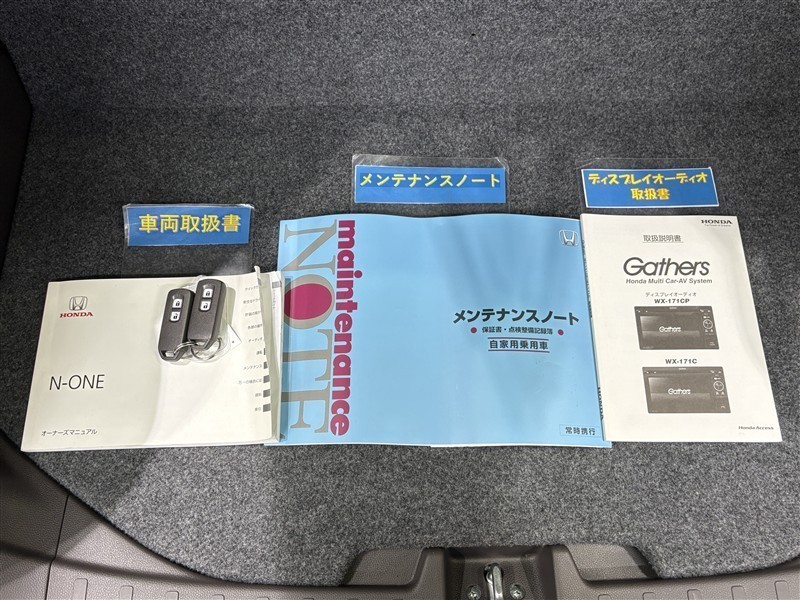 車両取扱書
メンテナンスノート
ディスプレイオーディオ
取扱書
HONDA
N-ONE
オーナーズマニュアル
maintenance
NOTE
メンテナンスノート
保証書・点検整備記録簿
自家用乗用車
常時携行
HONDA
取扱説明書
Gathers
Honda Multi Car-AV System
ディスプレイオーディオ
WX-171CP
Gathers
WX-171C
Gathers
Honda Access